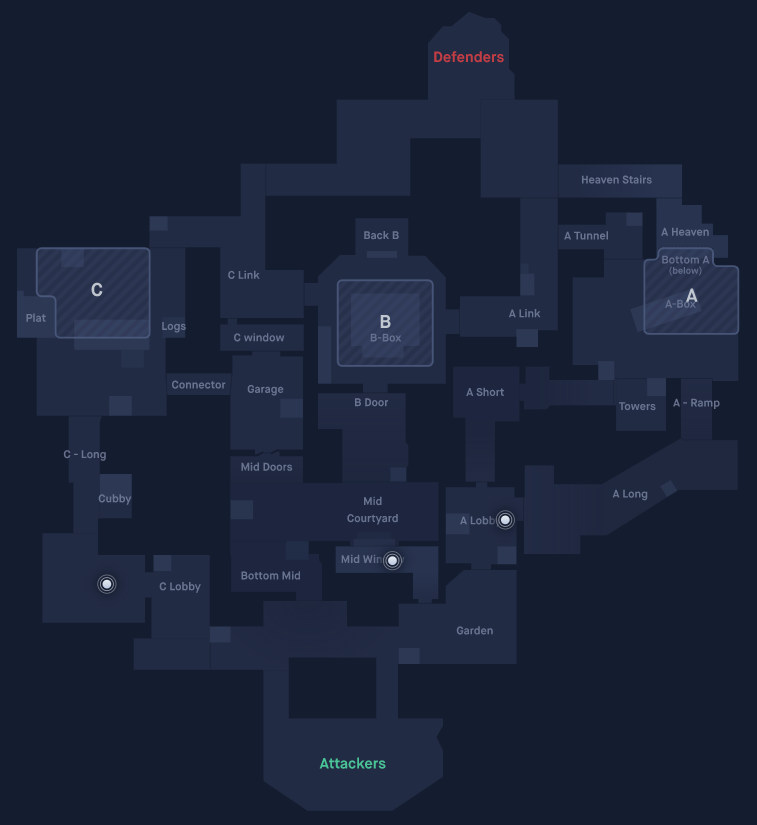 Defenders
Heaven Stairs
A Heaven
A Tunnel
Back B
Bottom A
(below)
C Link
C
A
A-Box
A Link
Plat
B
Logs
C window
B-Box
Connector
Garage
A Short
B Door
Towers
A - Ramp
C - Long
Mid Doors
Cubby
A Long
Mid
Courtyard
A Lobb
Mid Win
Bottom Mid
C Lobby
Garden
Attackers